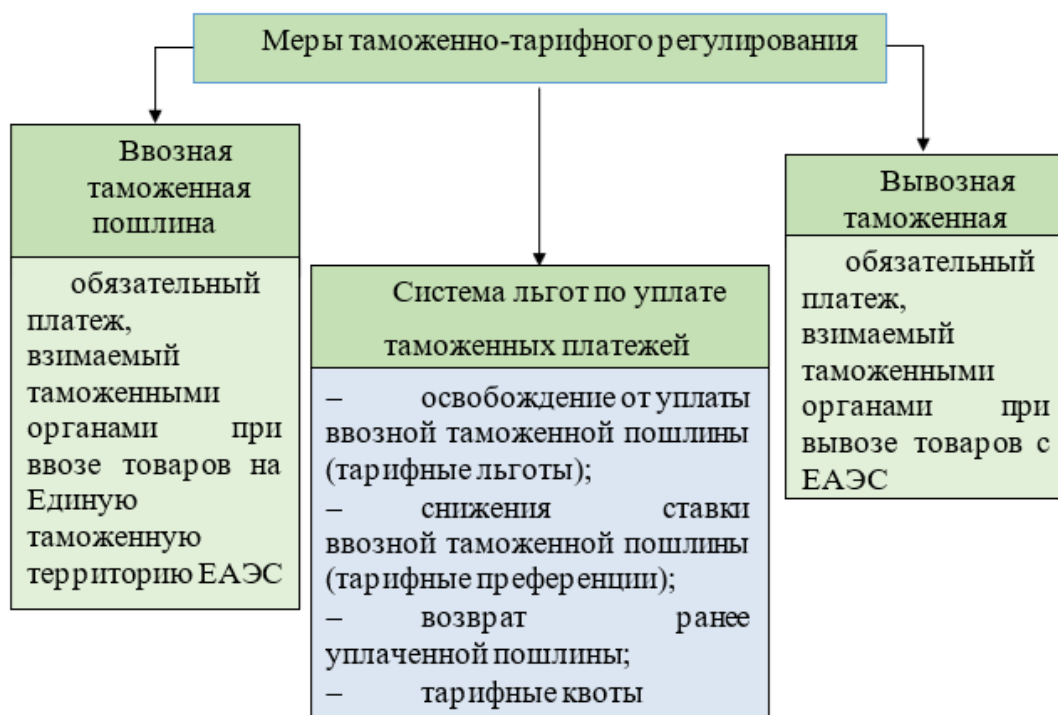 Меры таможенно-тарифного регулирования
Ввозная
таможенная
пошлина
обязательный
платеж,
взимаемый
таможенными
органами при
ввозе товаров на
Единую
таможенную
территорию ЕАЭС
Система льгот по уплате
таможенных платежей
– освобождение от уплаты
ввозной таможенной пошлины
(тарифные льготы);
– снижения ставки
ввозной таможенной пошлины
(тарифные преференции);
– возврат ранее
уплаченной пошлины;
– тарифные квоты
Вывозная
таможенная
обязательный
платеж,
взимаемый
таможенными
органами при
вывозе товаров с
ЕАЭС